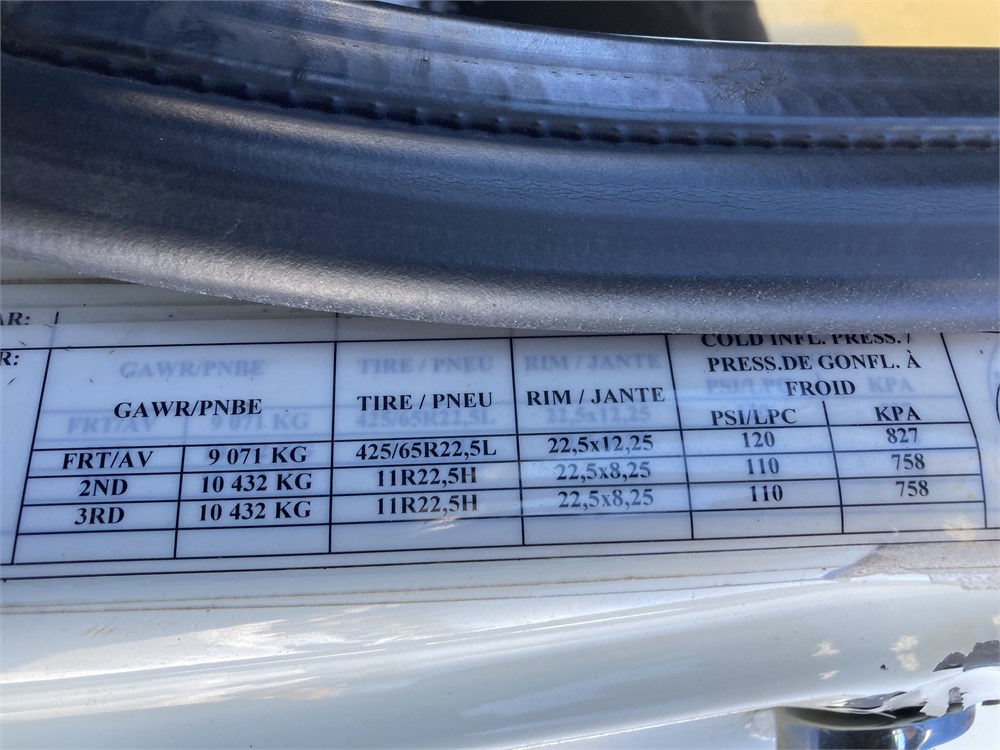 AR:
R:
GAWR/PNBE TIRE / PNEU RIM / JANTE COLD INFL. PRESS. /
PRESS.DE GONFL. À
FROID
PSI/LPC KPA
FRT/AV 9 071 KG 425/65R22,5L 22,5x12,25 120 827
2ND 10 432 KG 11R22,5H 22,5x8,25 110 758
3RD 10 432 KG 11R22,5H 22,5x8,25 110 758